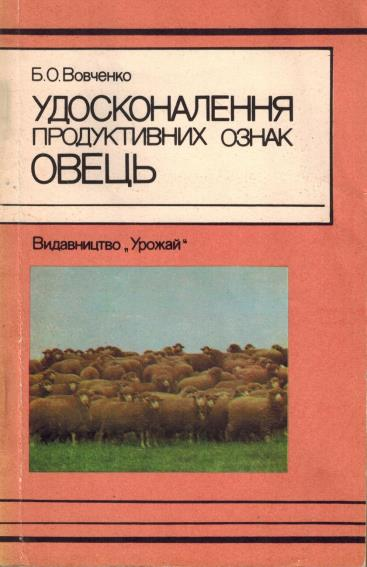 Б.О.Вовченко
УДОСКОНАЛЕННЯ
ПРОДУКТИВНИХ ОЗНАК
ОВЕЦЬ
Видавництво „Урожай“